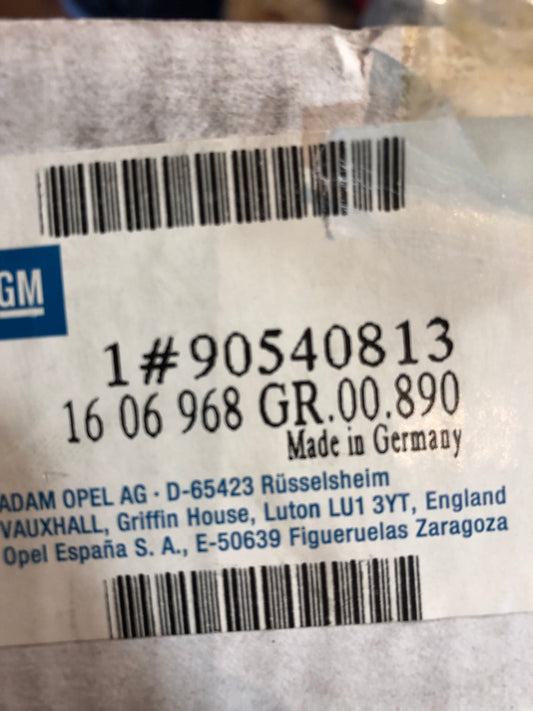 GM
1#90540813
16 06 968 GR.00.890
Made in Germany
ADAM OPEL AG · D-65423 Rüsselsheim
VAUXHALL, Griffin House, Luton LU1 3YT, England
Opel España S. A., E-50639 Figueruelas Zaragoza